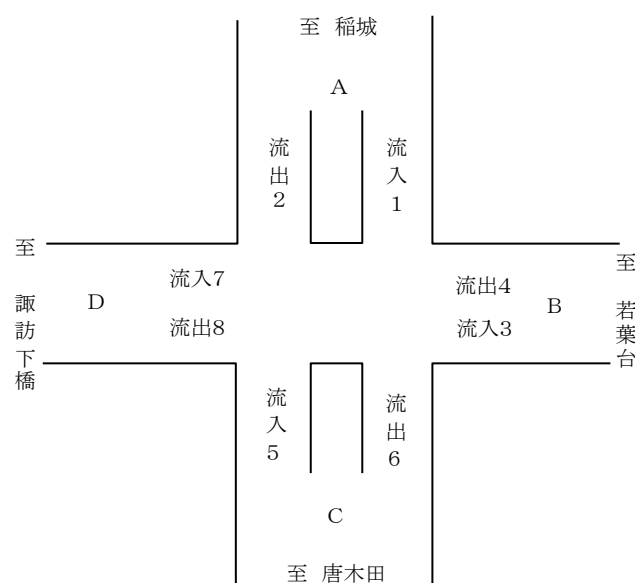 至 稲城
A
流出2
流入1
至 諏訪下橋
D
流入7
流出8
流出4
流入3
B
至 若葉台
流入5
流出6
C
至 唐木田